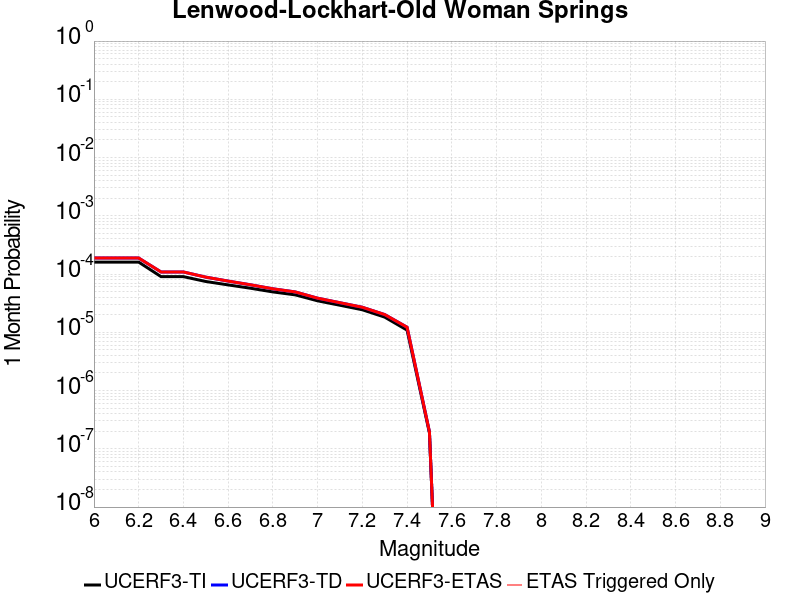 Lenwood-Lockhart-Old Woman Springs
10^0
10^-1
10^-2
10^-3
10^-4
10^-5
10^-6
10^-7
10^-8
1 Month Probability
6 6.2 6.4 6.6 6.8 7 7.2 7.4 7.6 7.8 8 8.2 8.4 8.6 8.8 9
Magnitude
UCERF3-TI UCERF3-TD UCERF3-ETAS ETAS Triggered Only